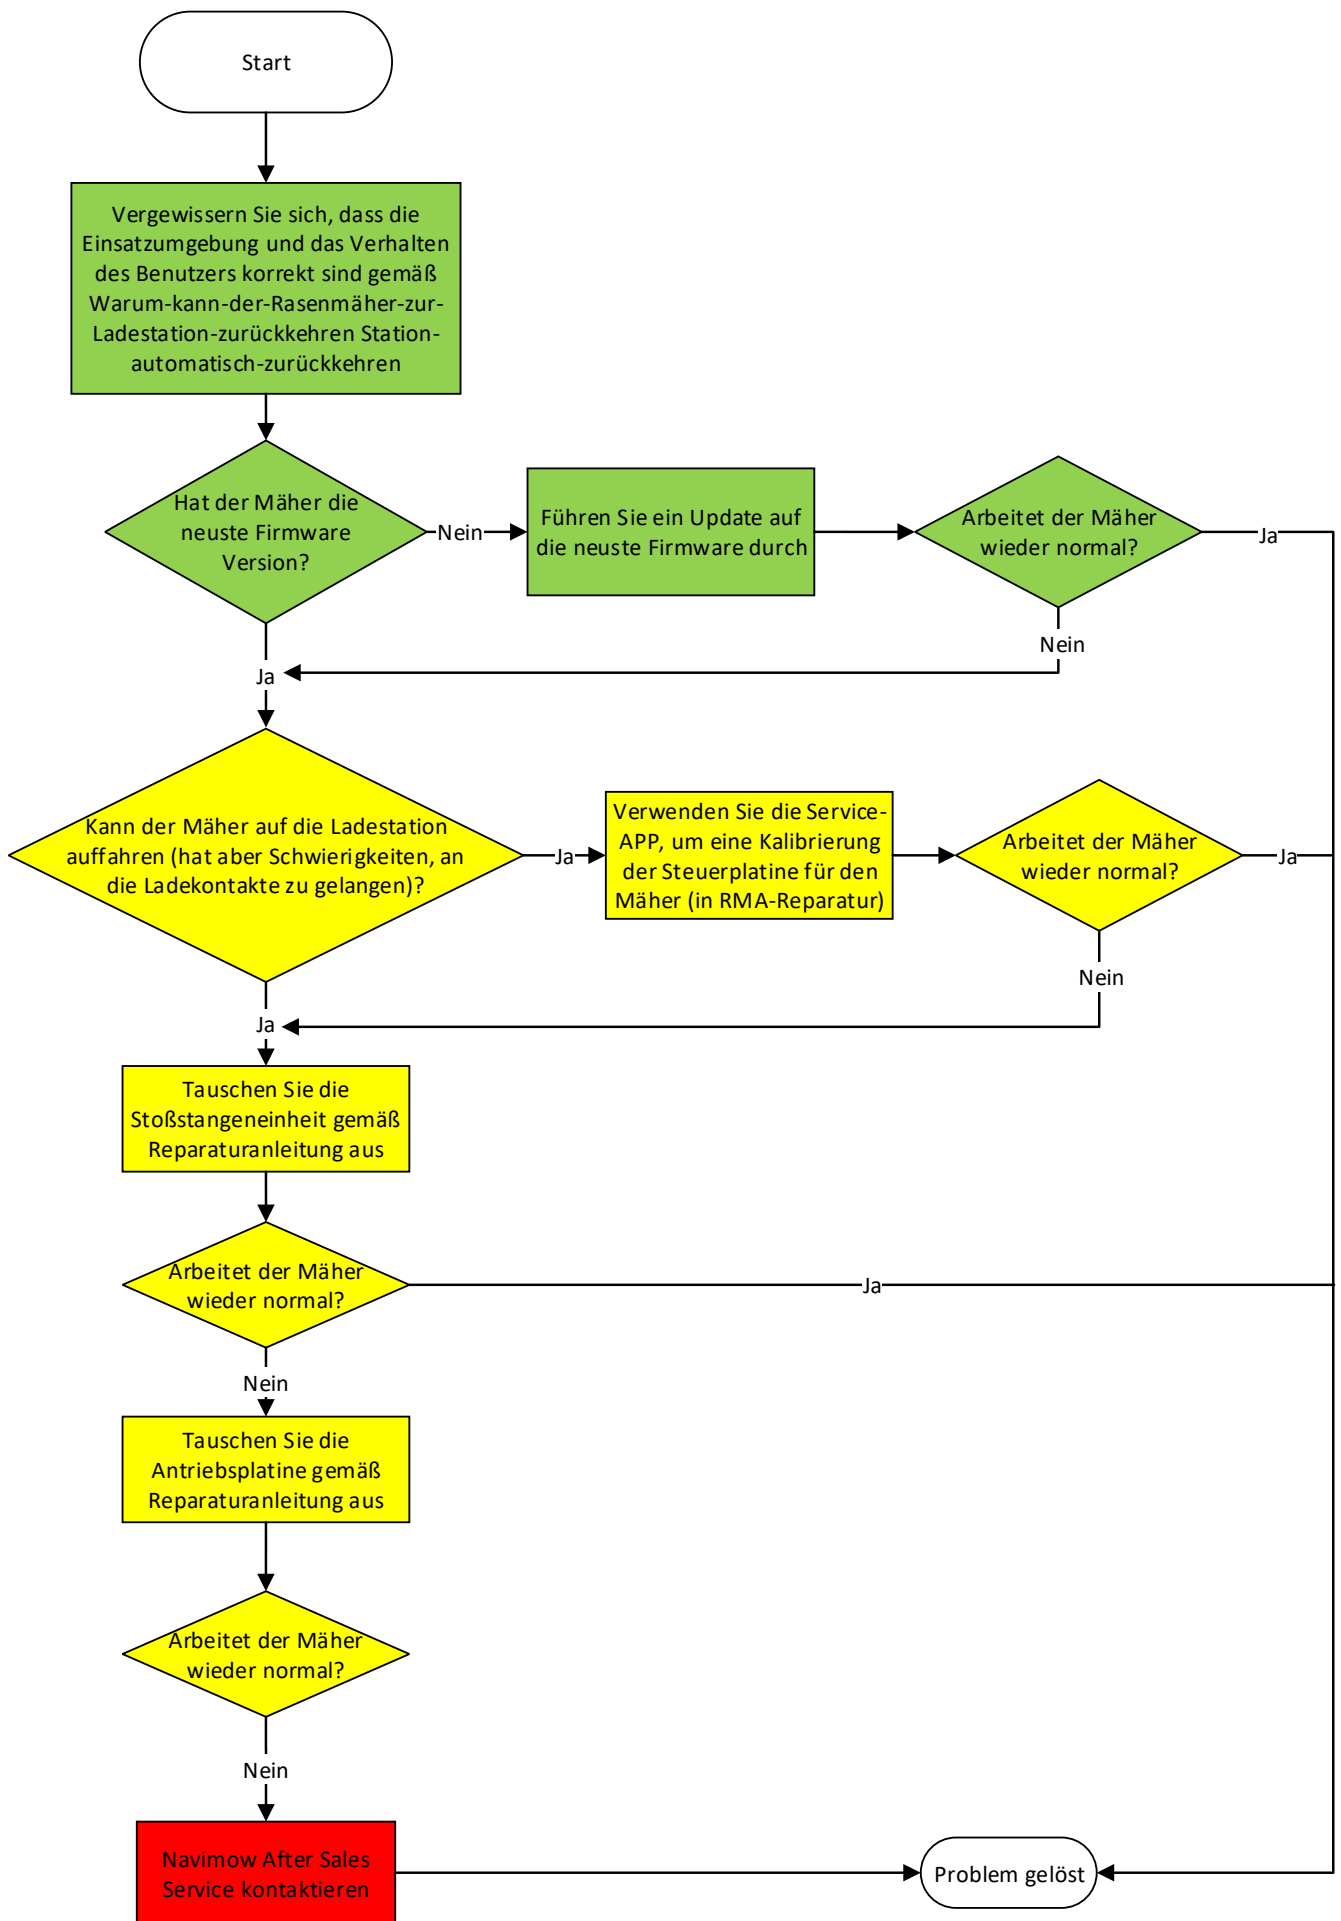 Start
Vergewissern Sie sich, dass die
Einsatzumgebung und das Verhalten
des Benutzers korrekt sind gemäß
Warum-kann-der-Rasenmäher-zur-
Ladestation-zurückkehren Station-
automatisch-zurückkehren
Hat der Mäher die
neuste Firmware
Version?
Nein
Führen Sie ein Update auf
die neuste Firmware durch
Arbeitet der Mäher
wieder normal?
Ja
Nein
Ja
Kann der Mäher auf die Ladestation
auffahren (hat aber Schwierigkeiten, an
die Ladekontakte zu gelangen)?
Ja
Verwenden Sie die Service-
APP, um eine Kalibrierung
der Steuerplatine für den
Mäher (in RMA-Reparatur)
Arbeitet der Mäher
wieder normal?
Ja
Nein
Ja
Tauschen Sie die
Stoßstangeneinheit gemäß
Reparaturanleitung aus
Arbeitet der Mäher
wieder normal?
Ja
Nein
Tauschen Sie die
Antriebsplatine gemäß
Reparaturanleitung aus
Arbeitet der Mäher
wieder normal?
Nein
Navimow After Sales
Service kontaktieren
Problem gelöst